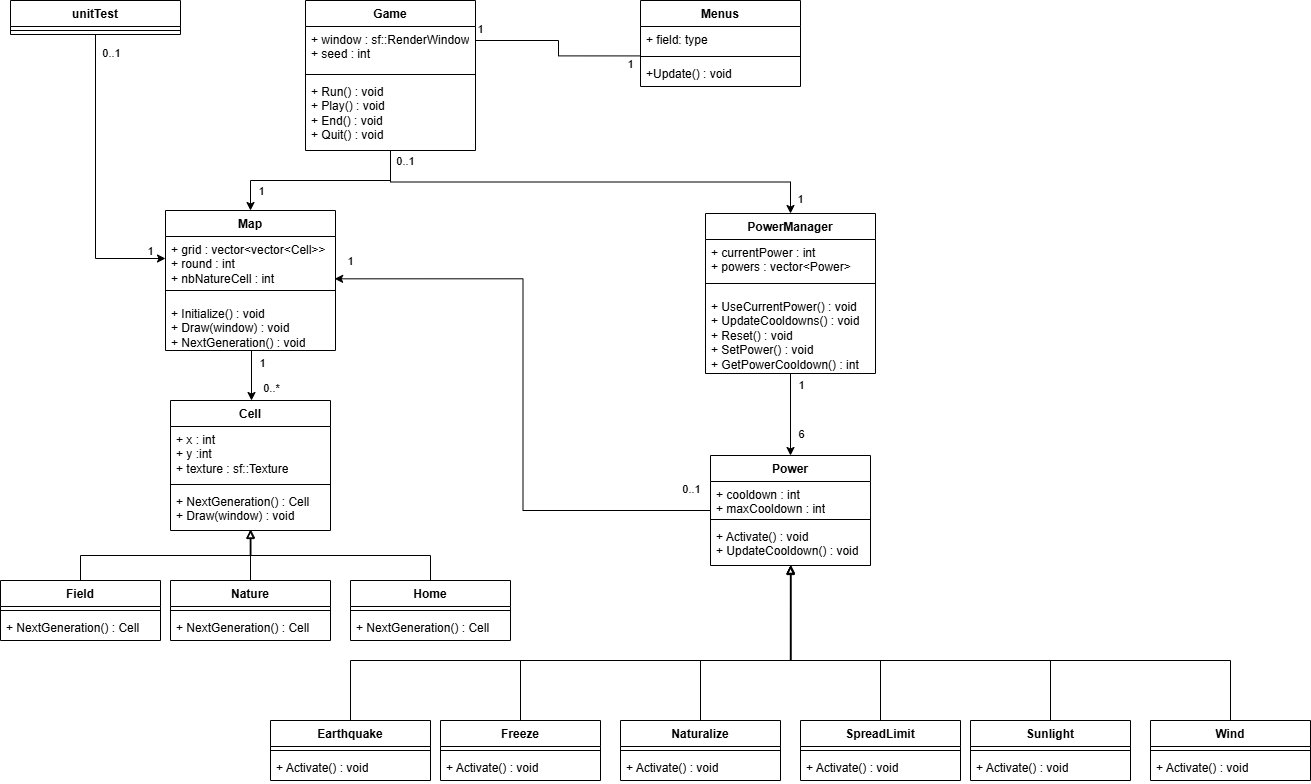 unitTest
0..1
Game
+ window : sf::RenderWindow
+ seed : int
+ Run() : void
+ Play() : void
+ End() : void
+ Quit() : void
1
1
Menus
+ field: type
+Update() : void
0..1
1
1
1
Map
+ grid : vector<vector<Cell>>
+ round : int
+ nbNatureCell : int
+ Initialize() : void
+ Draw(window) : void
+ NextGeneration() : void
1
PowerManager
+ currentPower : int
+ powers : vector<Power>
+ UseCurrentPower() : void
+ UpdateCooldowns() : void
+ Reset() : void
+ SetPower() : void
+ GetPowerCooldown() : int
1
0..*
1
6
Cell
+ x : int
+ y :int
+ texture : sf::Texture
+ NextGeneration() : Cell
+ Draw(window) : void
0..1
Power
+ cooldown : int
+ maxCooldown : int
+ Activate() : void
+ UpdateCooldown() : void
Field
+ NextGeneration() : Cell
Nature
+ NextGeneration() : Cell
Home
+ NextGeneration() : Cell
Earthquake
+ Activate() : void
Freeze
+ Activate() : void
Naturalize
+ Activate() : void
SpreadLimit
+ Activate() : void
Sunlight
+ Activate() : void
Wind
+ Activate() : void